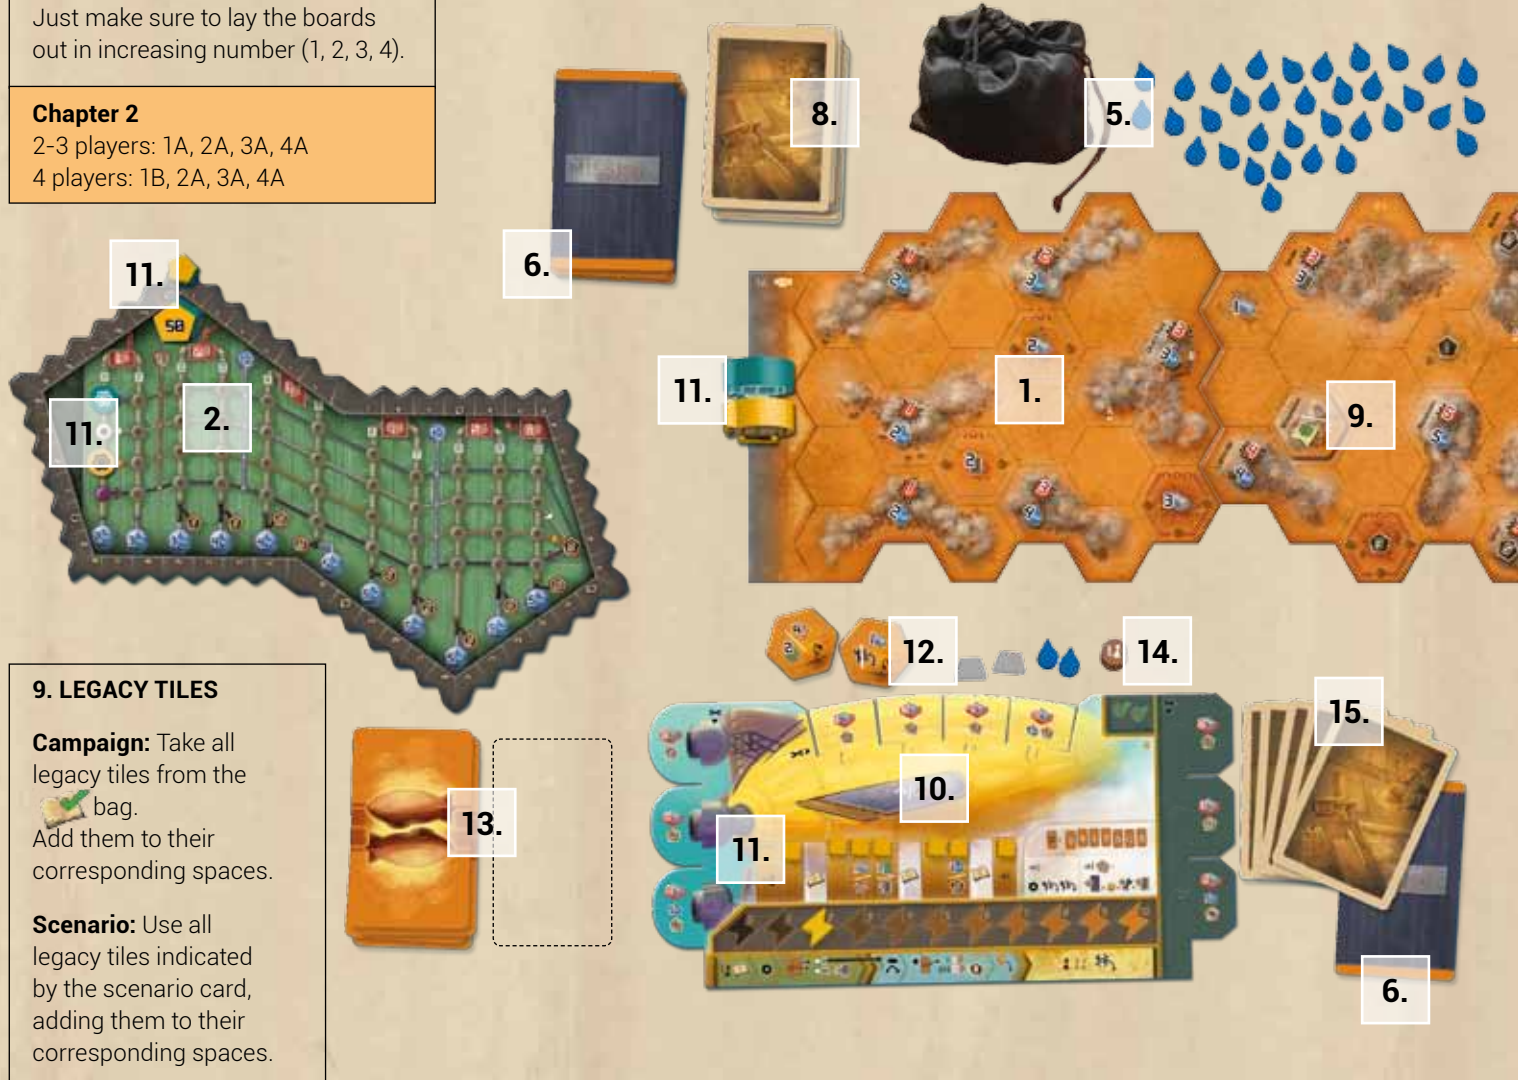 Just make sure to lay the boards
out in increasing number (1, 2, 3, 4).
Chapter 2
2-3 players: 1A, 2A, 3A, 4A
4 players: 1B, 2A, 3A, 4A
8.
5.
6.
11.
50
2.
11.
11.
1.
9.
12.
14.
9. LEGACY TILES
Campaign: Take all
legacy tiles from the
bag.
Add them to their
corresponding spaces.
Scenario: Use all
legacy tiles indicated
by the scenario card,
adding them to their
corresponding spaces.
13.
10.
11.
15.
6.